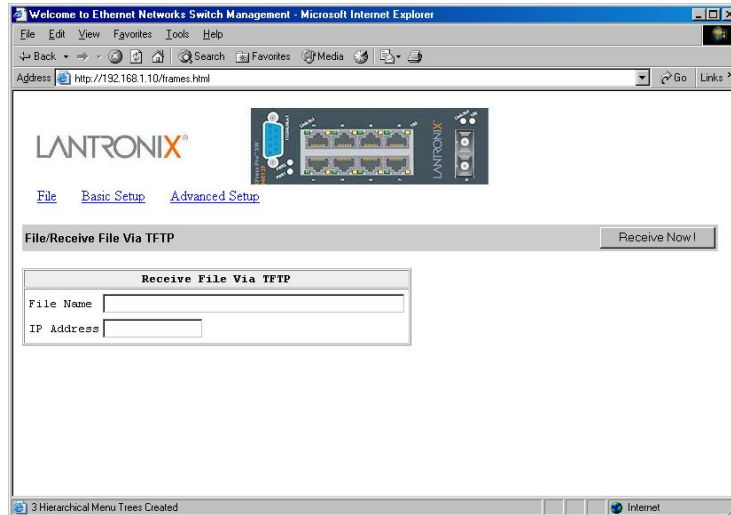 Welcome to Ethernet Networks Switch Management - Microsoft Internet Explorer
File Edit View Favorites Tools Help
Back Search Favorites Media
Address http://192.168.1.10/frames.html Go Links
LANTRONIX®
LANTRONIX
File Basic Setup Advanced Setup
File/Receive File Via TFTP Receive Now!
Receive File Via TFTP
File Name
IP Address
3 Hierarchical Menu Trees Created Internet